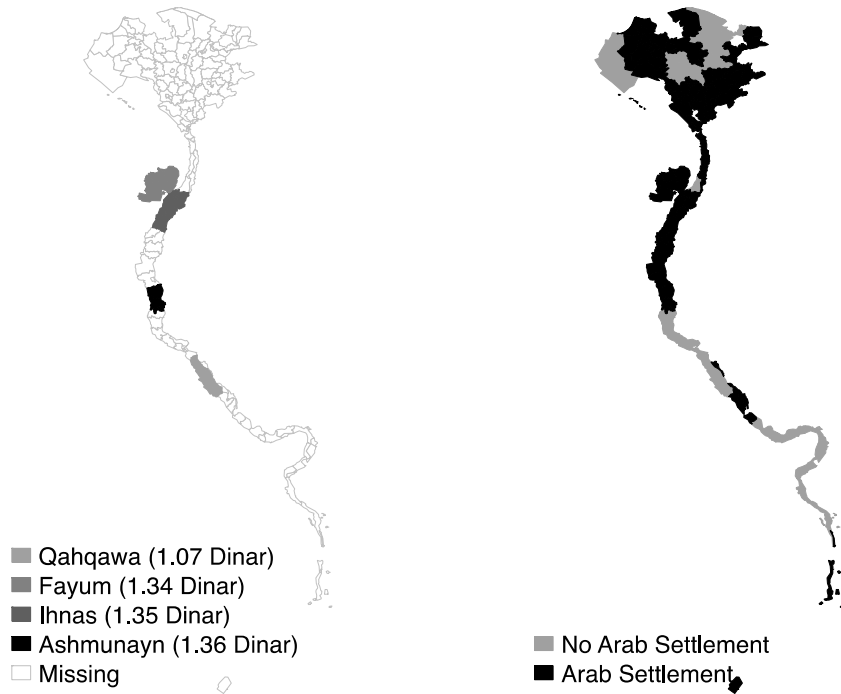 Qahqawa (1.07 Dinar)
Fayum (1.34 Dinar)
Ihnas (1.35 Dinar)
Ashmunayn (1.36 Dinar)
Missing
No Arab Settlement
Arab Settlement